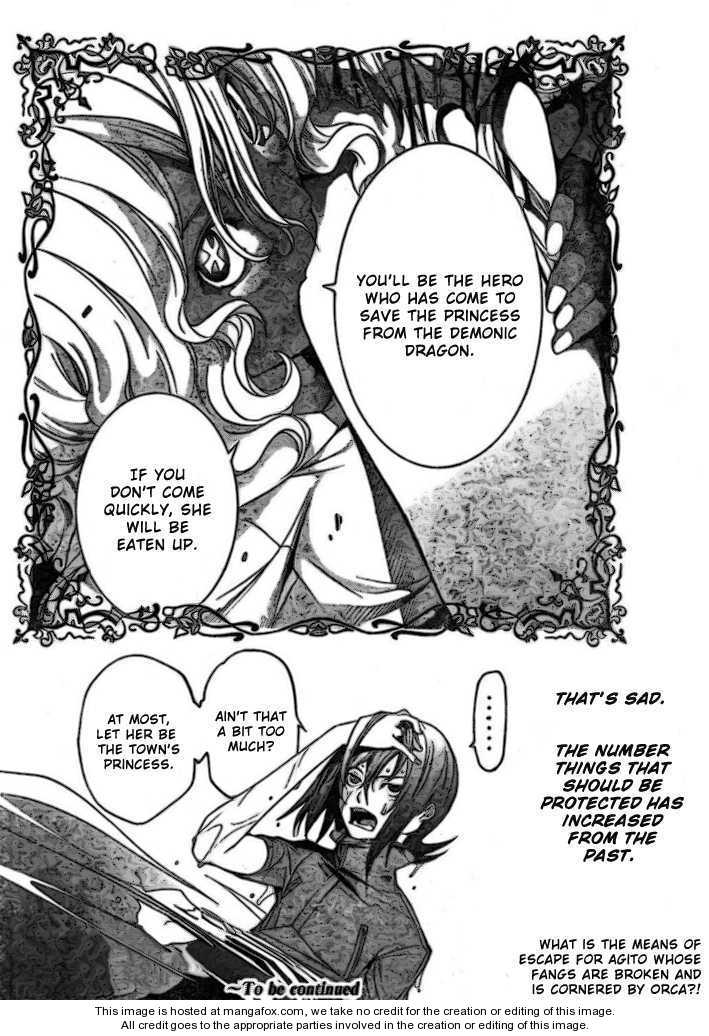 YOU'LL BE THE HERO
WHO HAS COME TO
SAVE THE PRINCESS
FROM THE DEMONIC
DRAGON.
IF YOU
DON'T COME
QUICKLY, SHE
WILL BE
EATEN UP.
......
AIN'T THAT
A BIT TOO
MUCH?
AT MOST,
LET HER BE
THE TOWN'S
PRINCESS.
THAT'S SAD.
THE NUMBER
THINGS THAT
SHOULD BE
PROTECTED HAS
INCREASED
FROM THE
PAST.
WHAT IS THE MEANS OF
ESCAPE FOR AGITO WHOSE
FANGS ARE BROKEN AND
IS CORNERED BY ORCA?!
~To be continued
This image is hosted at mangafox.com, we take no credit for the creation or editing of this image.
All credit goes to the appropriate parties involved in the creation or editing of this image.